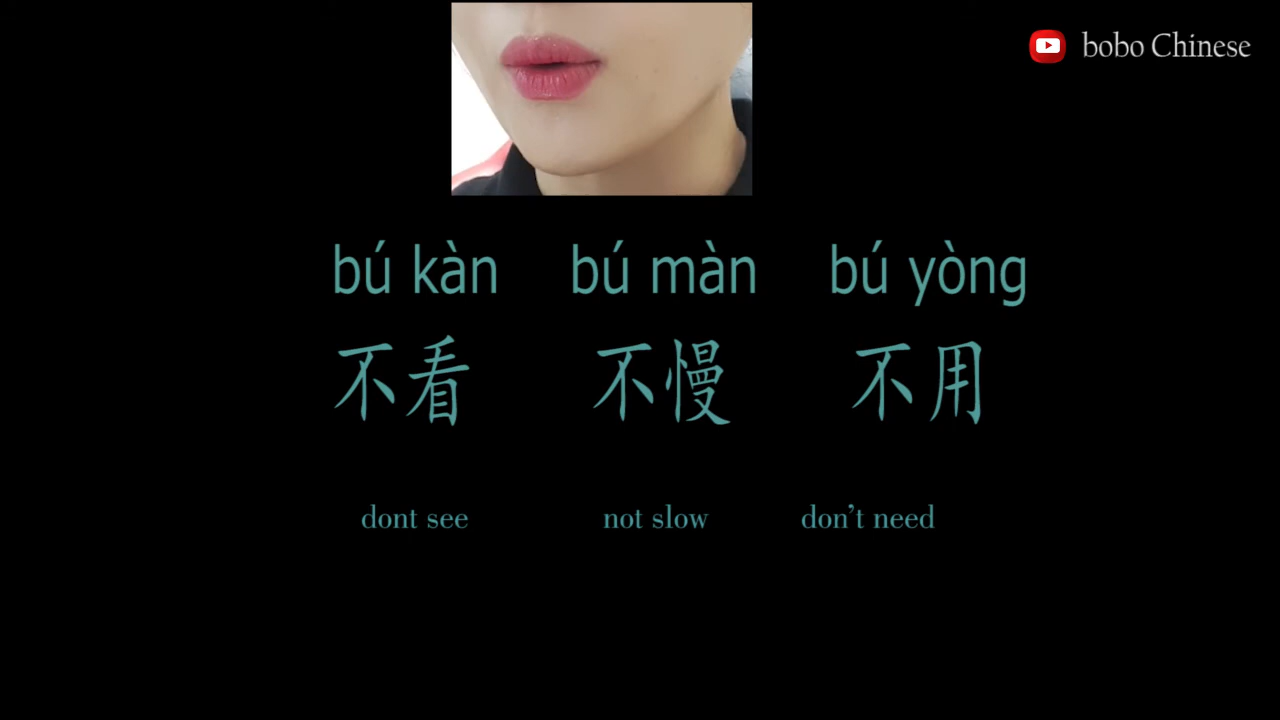 bobo Chinese
bú kàn bú màn bú yòng
不看 不慢 不用
dont see not slow don't need